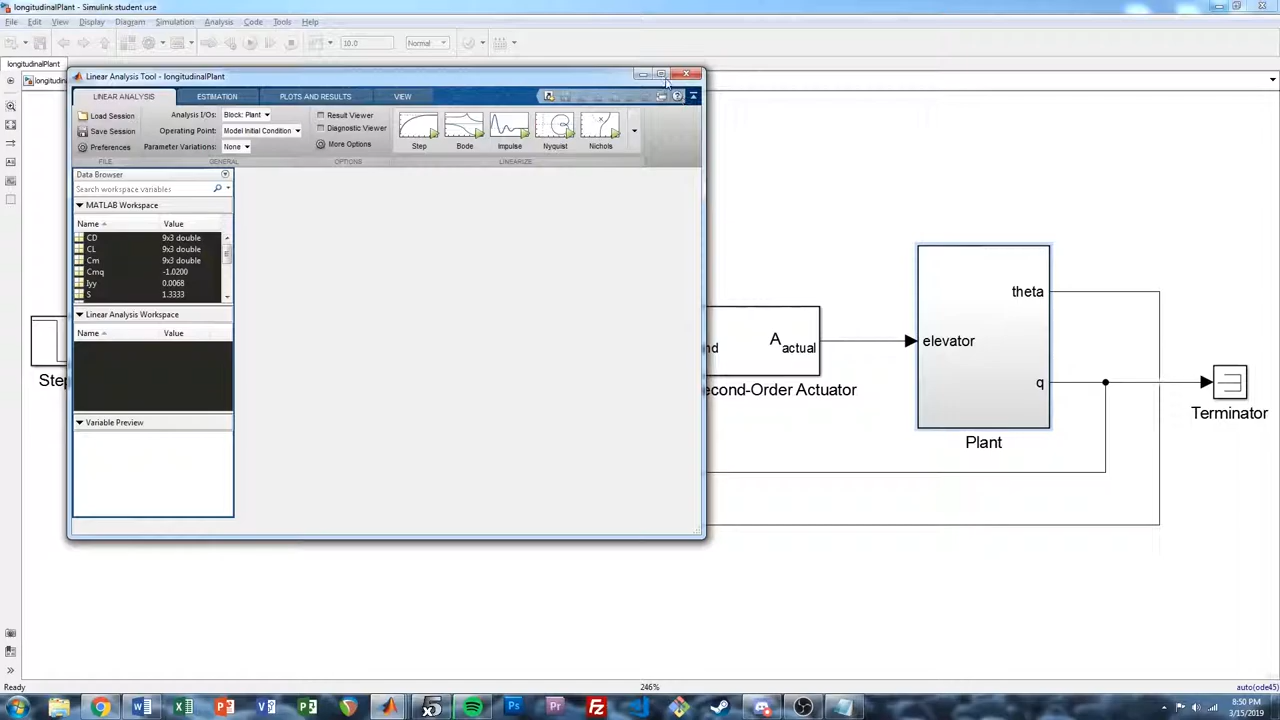 longitudinalPlant - Simulink student use
File Edit View Display Diagram Simulation Analysis Code Tools Help
10.0 Normal
longitudinalPlant
Linear Analysis Tool - longitudinalPlant
LINEAR ANALYSIS ESTIMATION PLOTS AND RESULTS VIEW
Load Session Analysis I/Os: Block: Plant Result Viewer
Save Session Operating Point: Model Initial Condition Diagnostic Viewer
Preferences Parameter Variations: None More Options
Step Bode Impulse Nyquist Nichols
FILE GENERAL OPTIONS LINEARIZE
Data Browser
Search workspace variables
MATLAB Workspace
Name Value
CD 9x3 double
CL 9x3 double
Cm 9x3 double
Cmq -1.0200
Iyy 0.0068
S 1.3333
Linear Analysis Workspace
Name Value
Variable Preview
Step
A actual
econd-Order Actuator
theta
elevator
q
Plant
Terminator
Ready 246% auto(ode45)
8:50 PM
3/15/2019